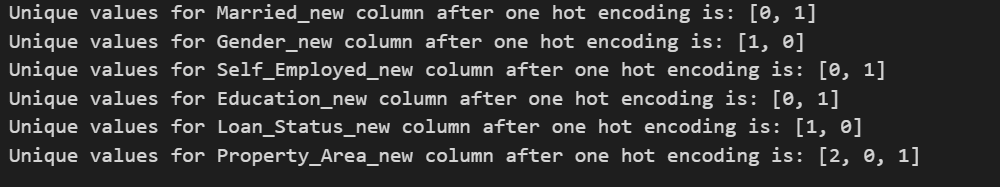 Unique values for Married_new column after one hot encoding is: [0, 1]
Unique values for Gender_new column after one hot encoding is: [1, 0]
Unique values for Self_Employed_new column after one hot encoding is: [0, 1]
Unique values for Education_new column after one hot encoding is: [0, 1]
Unique values for Loan_Status_new column after one hot encoding is: [1, 0]
Unique values for Property_Area_new column after one hot encoding is: [2, 0, 1]